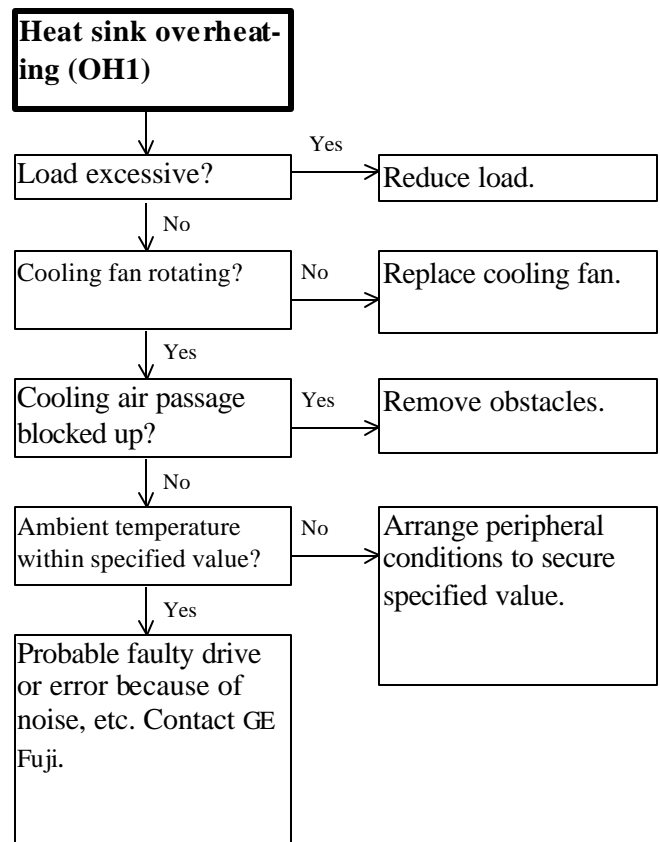 Heat sink overheat-
ing (OH1)
Yes
Load excessive?
Reduce load.
No
Cooling fan rotating?
No
Replace cooling fan.
Yes
Cooling air passage
blocked up?
Yes
Remove obstacles.
No
Ambient temperature
within specified value?
No
Arrange peripheral
conditions to secure
specified value.
Yes
Probable faulty drive
or error because of
noise, etc. Contact GE
Fuji.